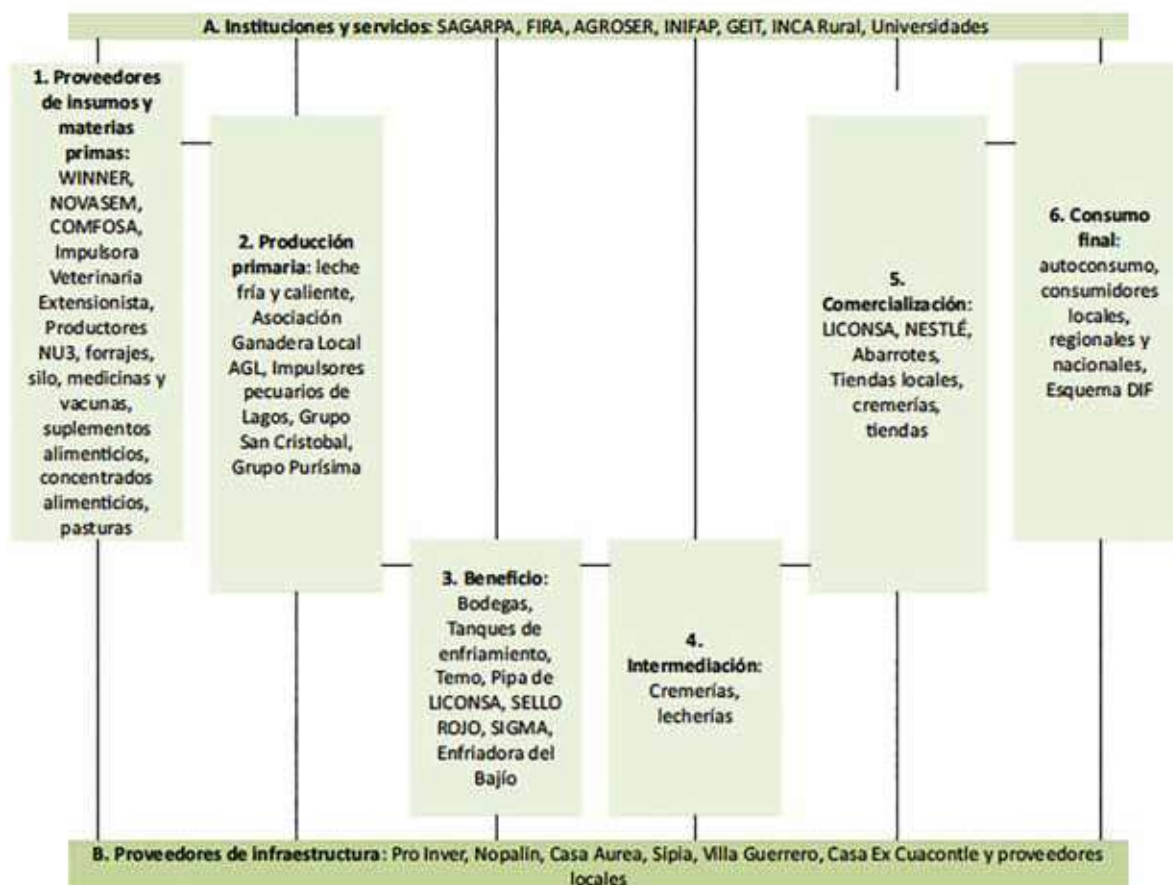 A. Instituciones y servicios: SAGARPA, FIRA, AGROSER, INIFAP, GEIT, INCA Rural, Universidades
1. Proveedores
de insumos y
materias
primas:
WINNER,
NOVASEM,
COMFOSA,
Impulsora
Veterinaria
Extensionista,
Productores
NU3, forrajes,
silo, medicinas y
vacunas,
suplementos
alimenticios,
concentrados
alimenticios,
pasturas
2. Producción
primaria: leche
fría y caliente,
Asociación
Ganadera Local
AGL, Impulsores
pecuarios de
Lagos, Grupo
San Cristobal,
Grupo Purísima
3. Beneficio:
Bodegas,
Tanques de
enfriamiento,
Temo, Pipa de
LICONSA, SELLO
ROJO, SIGMA,
Enfriadora del
Bajío
4.
Intermediación:
Cremerías,
lecherías
5.
Comercialización:
LICONSA, NESTLÉ,
Abarrotes,
Tiendas locales,
cremerías,
tiendas
6. Consumo
final:
autoconsumo,
consumidores
locales,
regionales y
nacionales,
Esquema DIF
B. Proveedores de infraestructura: Pro Inver, Nopalin, Casa Aurea, Sipia, Villa Guerrero, Casa Ex Cuacontle y proveedores
locales